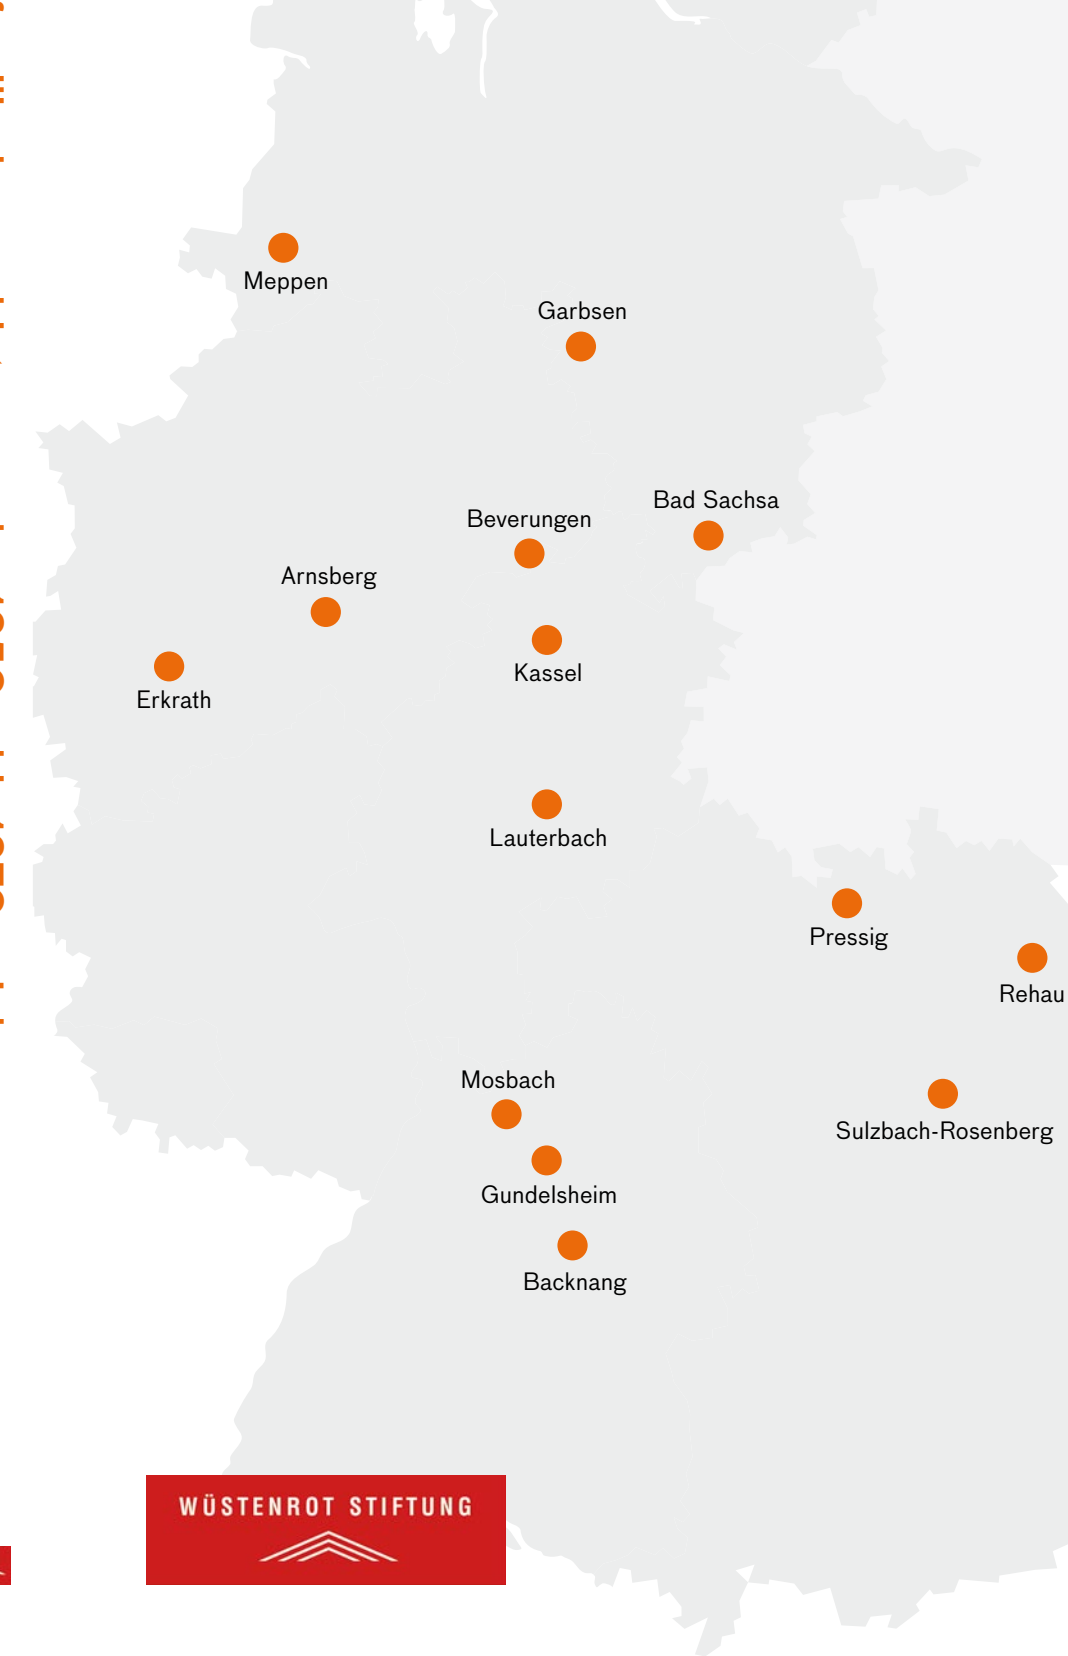 Meppen
Garbsen
Bad Sachsa
Beverungen
Arnsberg
Kassel
Erkrath
Lauterbach
Pressig
Rehau
Mosbach
Sulzbach-Rosenberg
Gundelsheim
Backnang
WÜSTENROT STIFTUNG